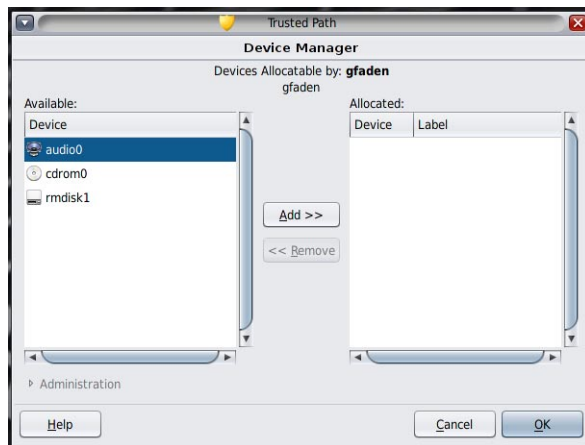 Trusted Path
Device Manager
Devices Allocatable by: gfaden
gfaden
Available:
Device
audio0
cdrom0
rmdisk1
Add >>
<< Remove
Allocated:
Device Label
Administration
Help
Cancel
OK